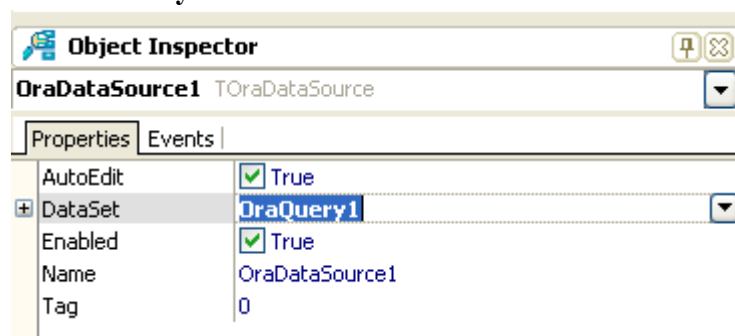 Object Inspector
OraDataSource1 TOraDataSource
Properties Events
AutoEdit True
DataSet OraQuery1
Enabled True
Name OraDataSource1
Tag 0